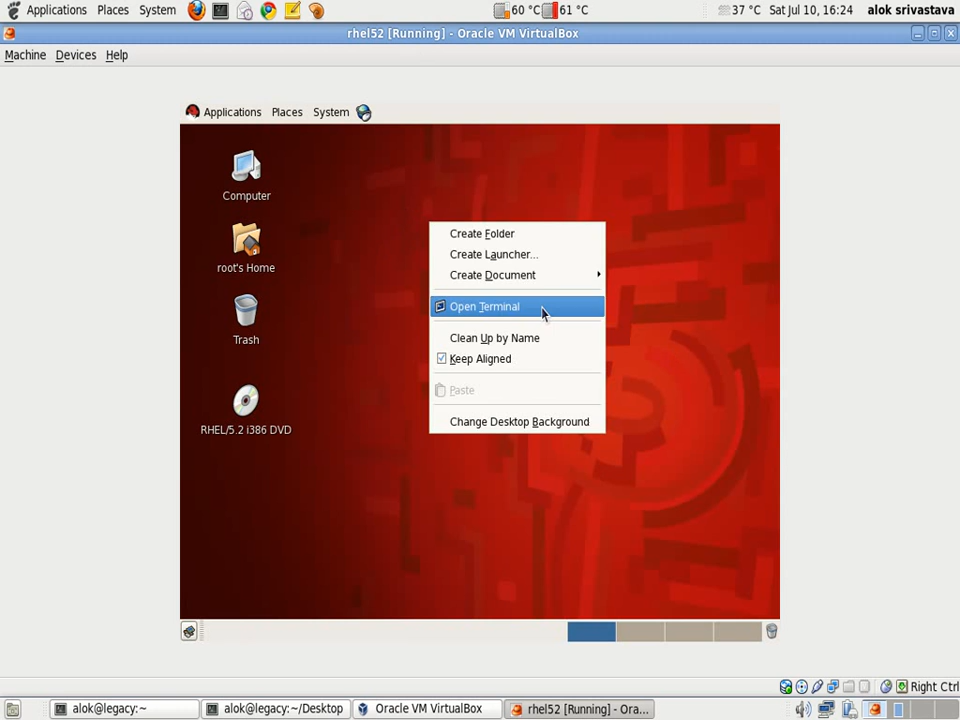 Applications Places System 60 °C 61 °C 37 °C Sat Jul 10, 16:24 alok srivastava
rhel52 [Running] - Oracle VM VirtualBox
Machine Devices Help
Applications Places System
Computer
root's Home
Trash
RHEL/5.2 i386 DVD
Create Folder
Create Launcher...
Create Document
Open Terminal
Clean Up by Name
Keep Aligned
Paste
Change Desktop Background
Right Ctrl
alok@legacy:~ alok@legacy:~/Desktop Oracle VM VirtualBox rhel52 [Running] - Ora...